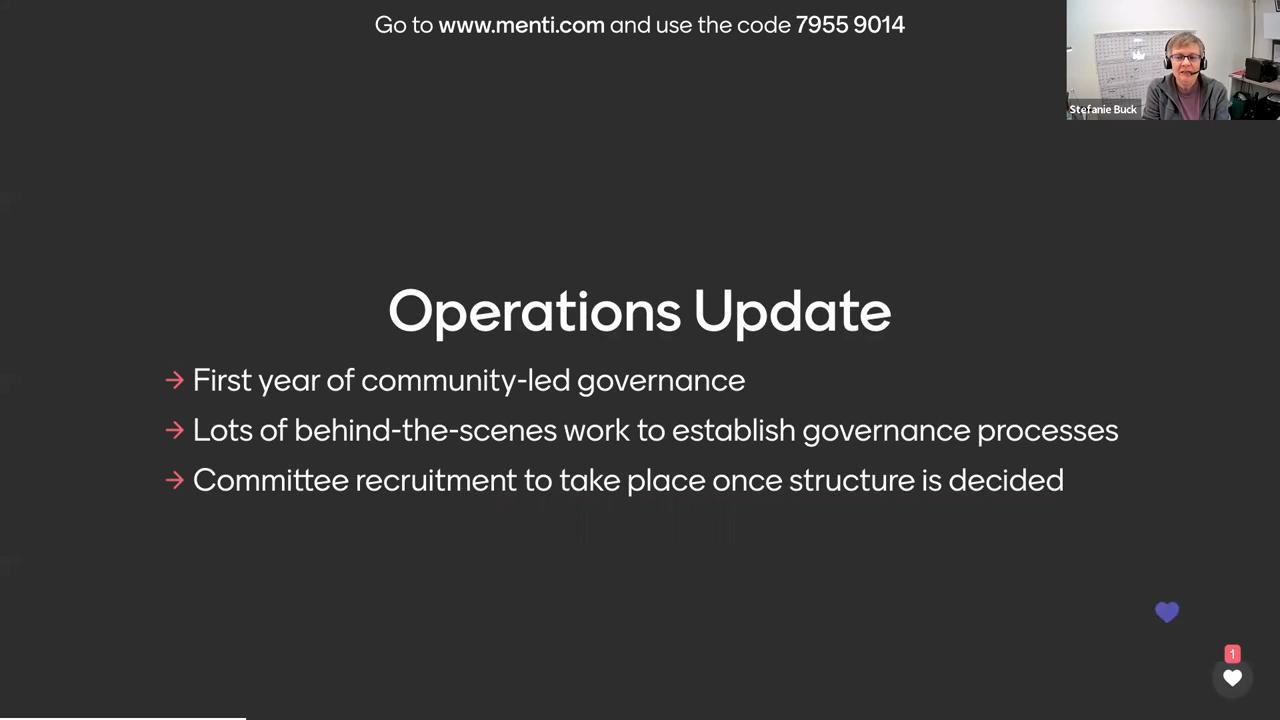 Go to www.menti.com and use the code 7955 9014
Stefanie Buck
Operations Update
→ First year of community-led governance
→ Lots of behind-the-scenes work to establish governance processes
→ Committee recruitment to take place once structure is decided
1